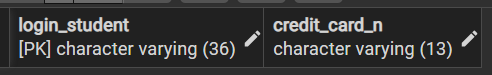 login_student credit_card_n
[PK] character varying (36) character varying (13)